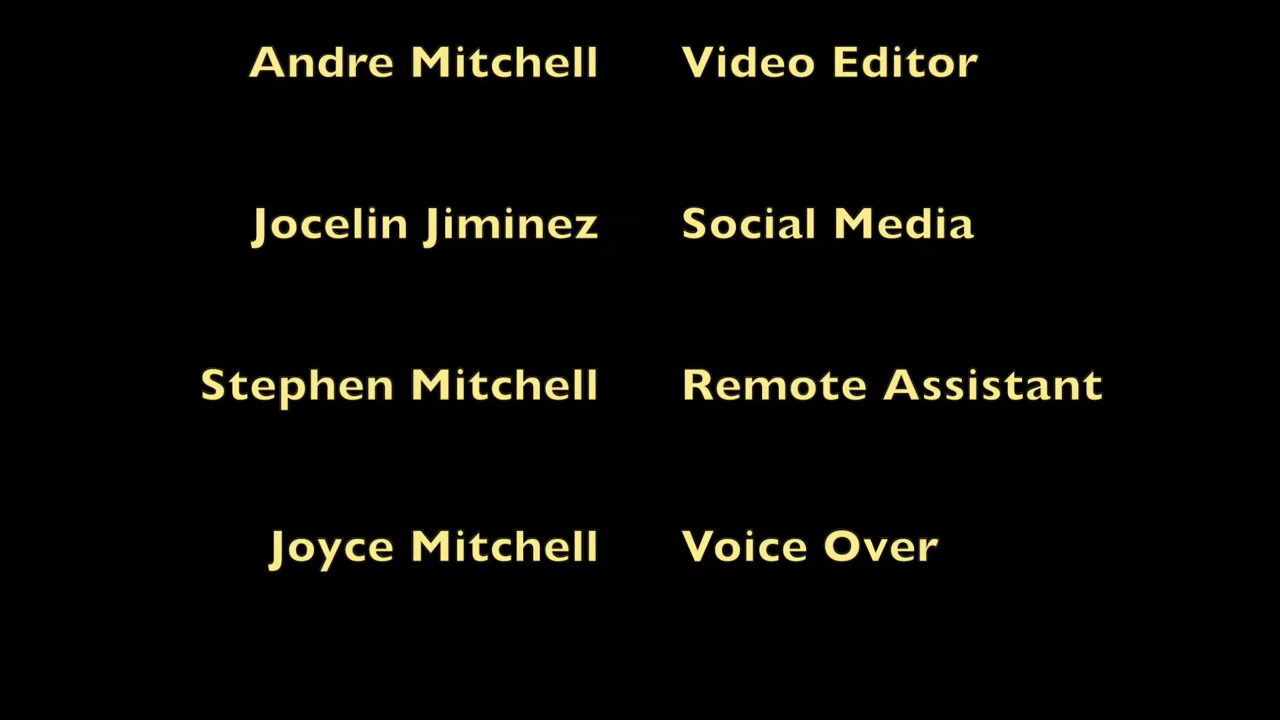 Andre Mitchell Video Editor
Jocelin Jiminez Social Media
Stephen Mitchell Remote Assistant
Joyce Mitchell Voice Over